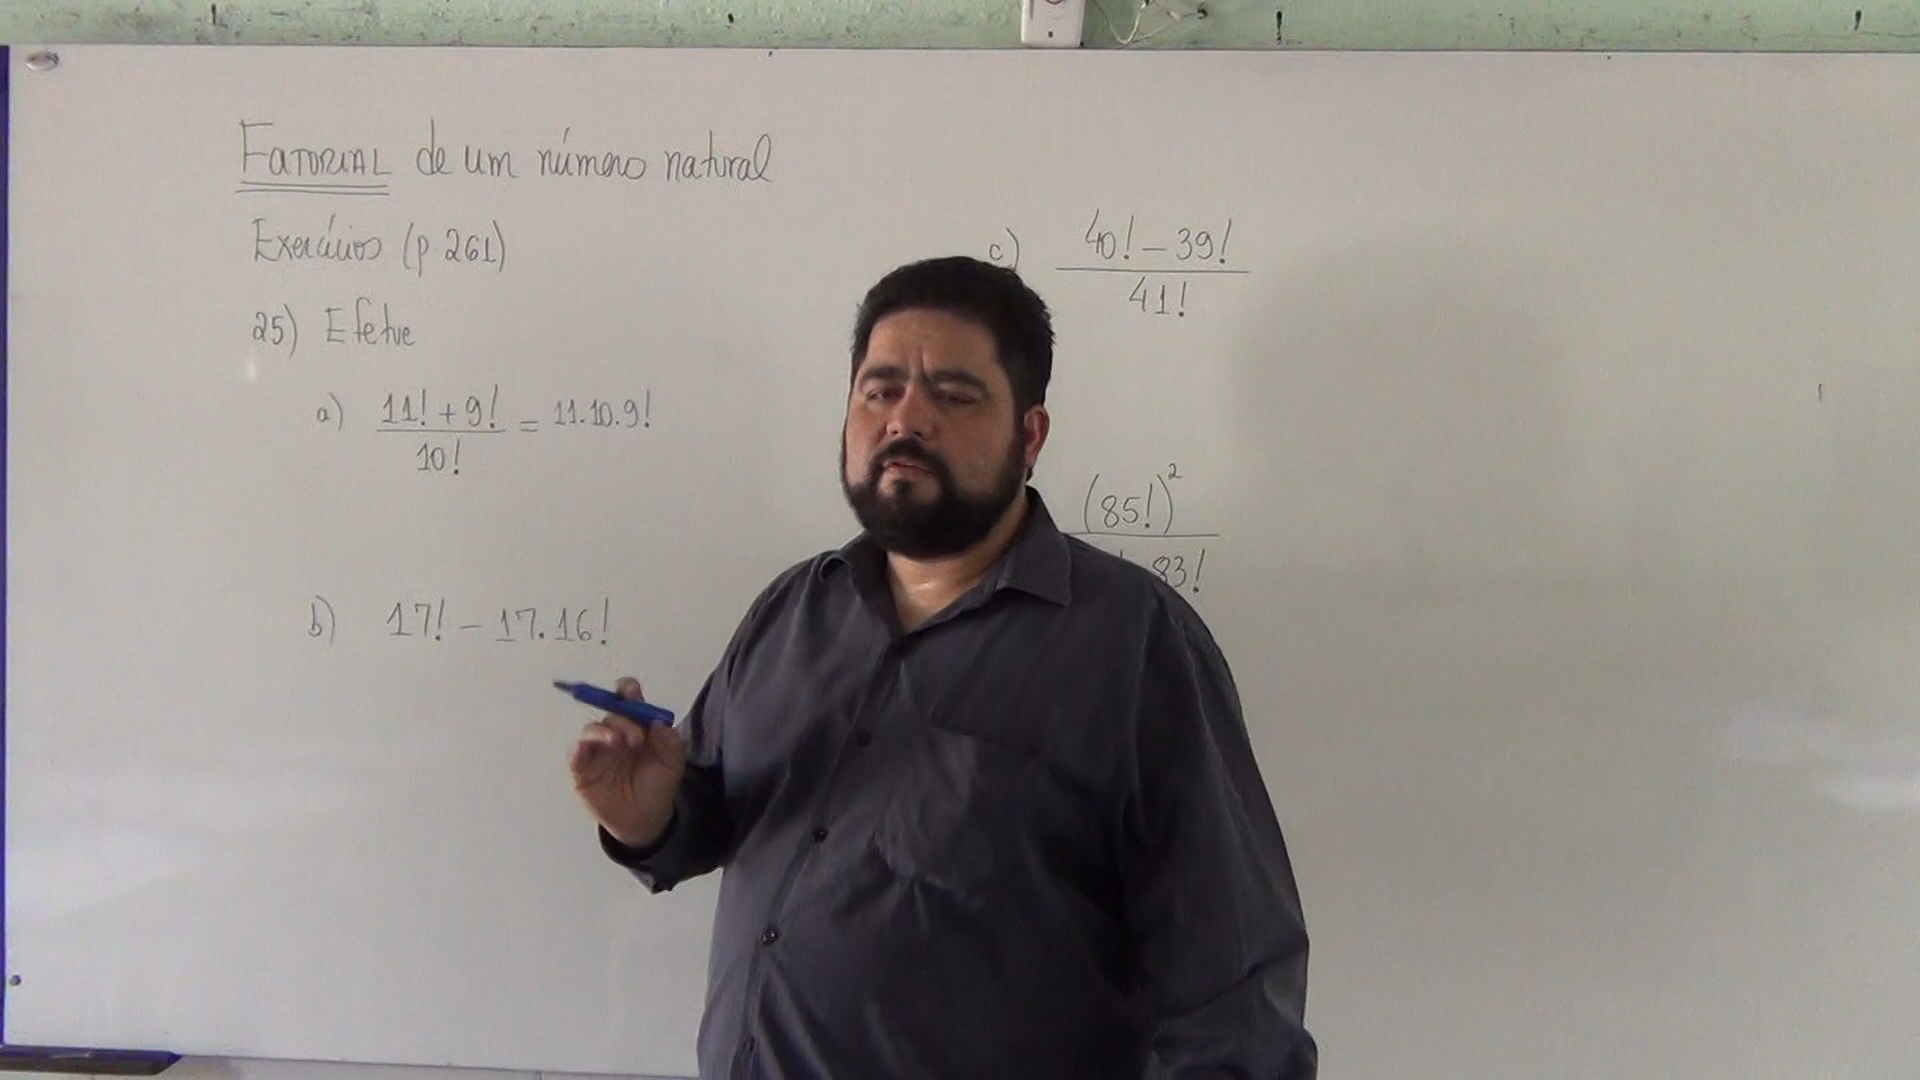 FATORIAL de um número natural
Exercícios (p. 261)
25) Efetue
a) 11! + 9! = 11.10.9!
10!
b) 17! - 17.16!
c) 40! - 39!
41!
(85!)²
83!